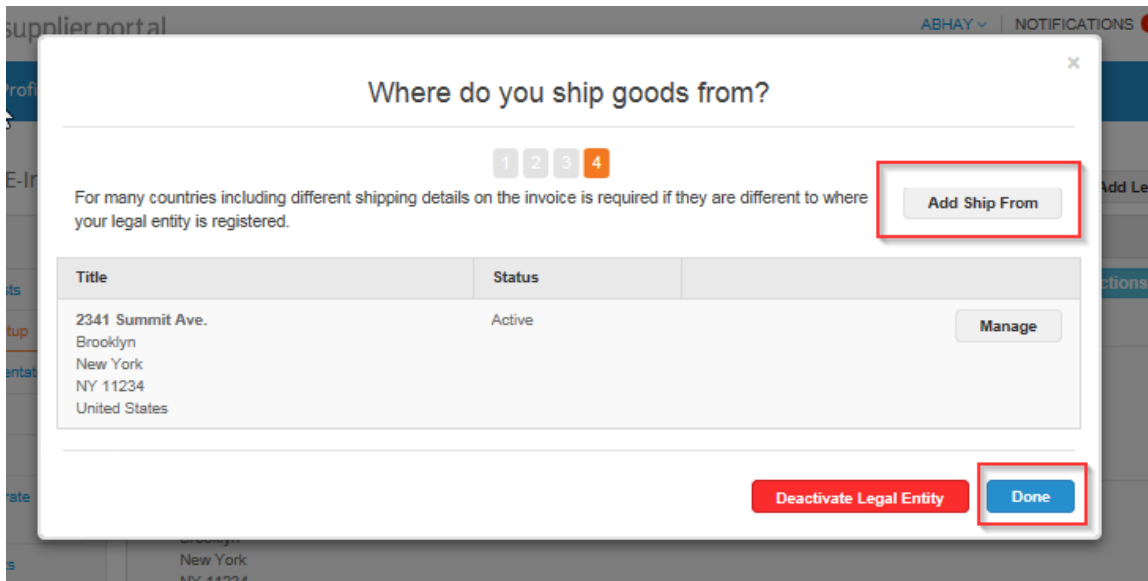 supplier portal
ABHAY
NOTIFICATIONS
×
Where do you ship goods from?
1 2 3 4
For many countries including different shipping details on the invoice is required if they are different to where
your legal entity is registered.
Add Ship From
Title
Status
2341 Summit Ave.
Active
Manage
Brooklyn
New York
NY 11234
United States
Deactivate Legal Entity
Done
Brooklyn
New York
NY 11234